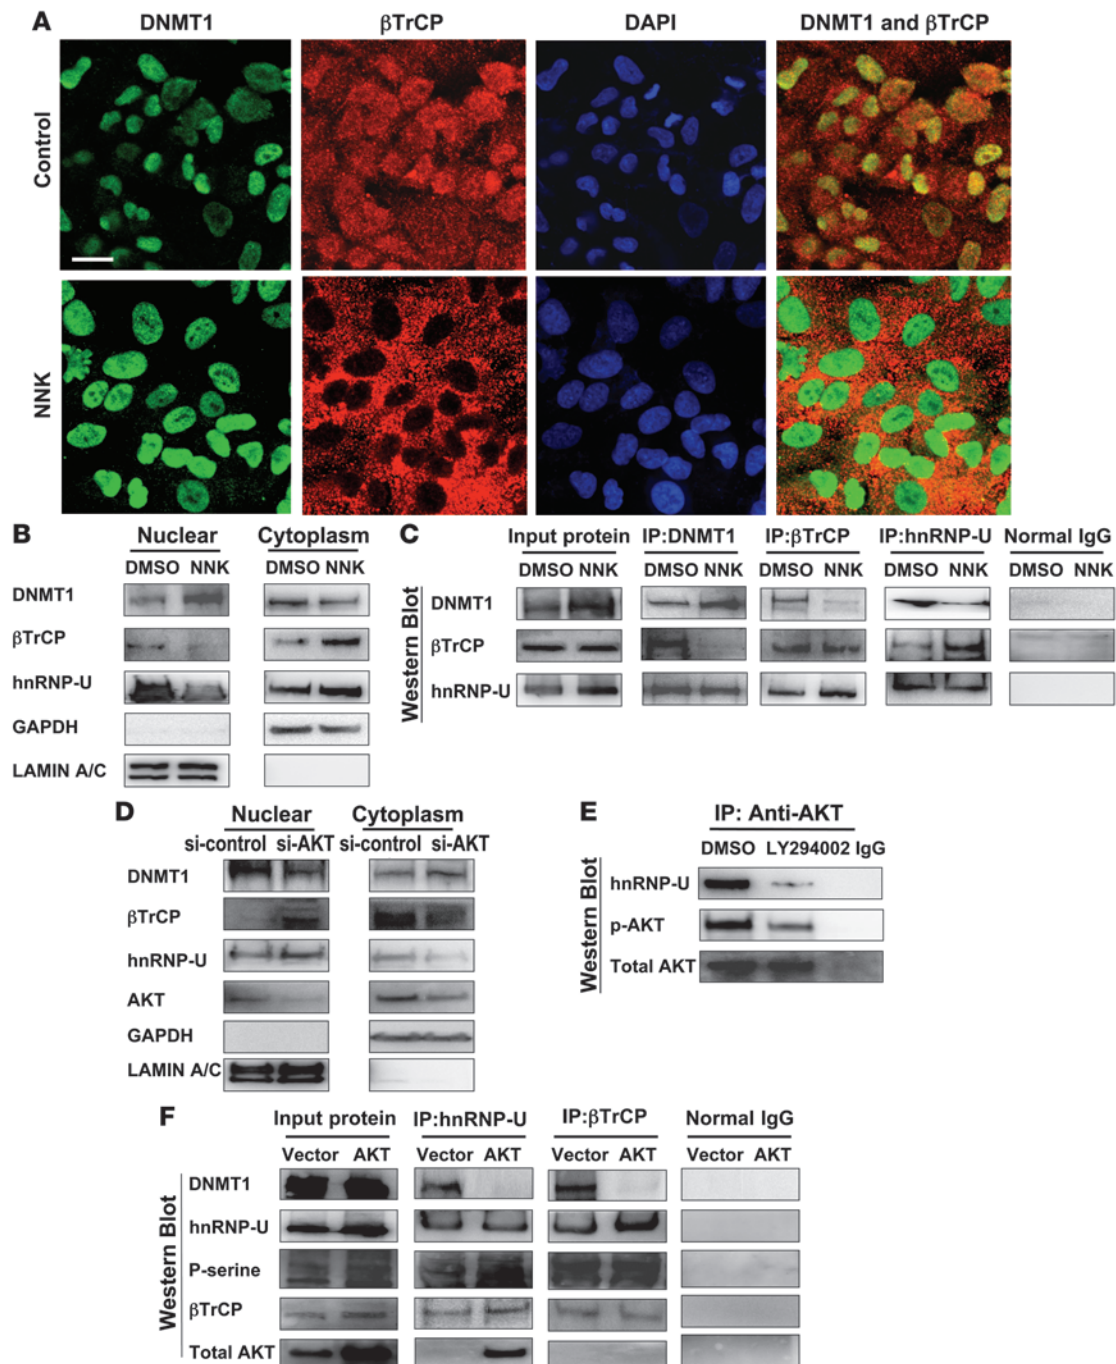 A
DNMT1 βTrCP DAPI DNMT1 and βTrCP
Control
NNK
B
Nuclear Cytoplasm
DMSO NNK DMSO NNK
DNMT1
βTrCP
hnRNP-U
GAPDH
LAMIN A/C
C
Input protein IP:DNMT1 IP:βTrCP IP:hnRNP-U Normal IgG
DMSO NNK DMSO NNK DMSO NNK DMSO NNK DMSO NNK
Western Blot
DNMT1
βTrCP
hnRNP-U
D
Nuclear Cytoplasm
si-control si-AKT si-control si-AKT
DNMT1
βTrCP
hnRNP-U
AKT
GAPDH
LAMIN A/C
E
IP: Anti-AKT
DMSO LY294002 IgG
Western Blot
hnRNP-U
p-AKT
Total AKT
F
Input protein IP:hnRNP-U IP:βTrCP Normal IgG
Vector AKT Vector AKT Vector AKT Vector AKT
Western Blot
DNMT1
hnRNP-U
P-serine
βTrCP
Total AKT